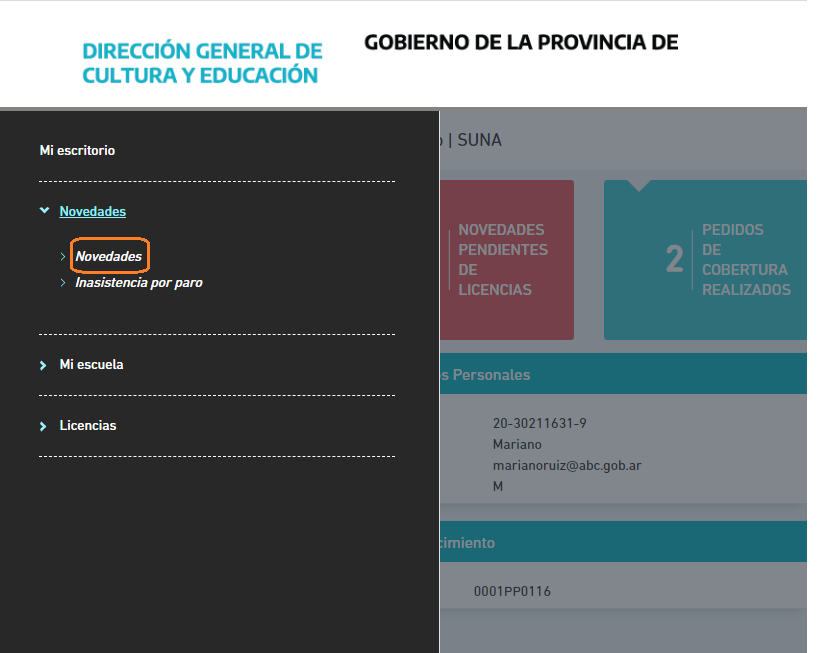 DIRECCIÓN GENERAL DE
CULTURA Y EDUCACIÓN
GOBIERNO DE LA PROVINCIA DE
Mi escritorio
Novedades
Novedades
Inasistencia por paro
Mi escuela
Licencias
| SUNA
NOVEDADES
PENDIENTES
DE
LICENCIAS
2
PEDIDOS
DE
COBERTURA
REALIZADOS
s Personales
20-30211631-9
Mariano
marianoruiz@abc.gob.ar
M
cimiento
0001PP0116